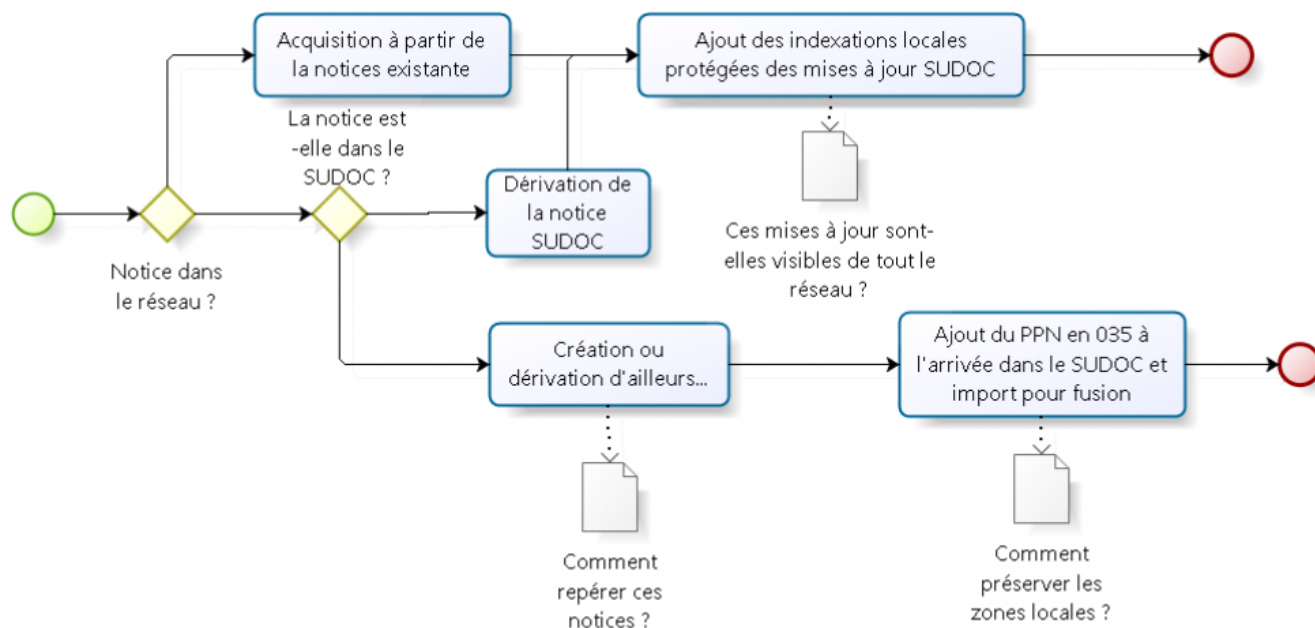 Acquisition à partir de
la notices existante
Ajout des indexations locales
protégées des mises à jour SUDOC
La notice est
-elle dans le
SUDOC ?
Dérivation de
la notice
SUDOC
Notice dans
le réseau ?
Ces mises à jour sont-
elles visibles de tout le
réseau ?
Création ou
dérivation d'ailleurs...
Ajout du PPN en 035 à
l'arrivée dans le SUDOC et
import pour fusion
Comment
repérer ces
notices ?
Comment
préserver les
zones locales ?